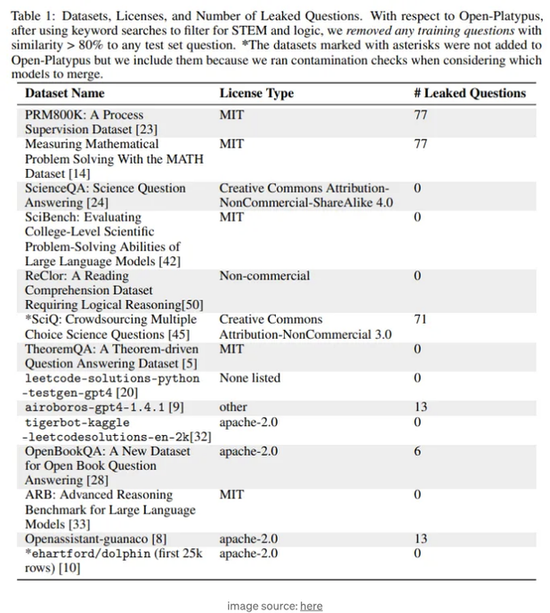 Table 1: Datasets, Licenses, and Number of Leaked Questions. With respect to Open-Platypus,
after using keyword searches to filter for STEM and logic, we removed any training questions with
similarity > 80% to any test set question. *The datasets marked with asterisks were not added to
Open-Platypus but we include them because we ran contamination checks when considering which
models to merge.
Dataset Name License Type # Leaked Questions
PRM800K: A Process MIT 77
Supervision Dataset [23]
Measuring Mathematical MIT 77
Problem Solving With the MATH
Dataset [14]
ScienceQA: Science Question Creative Commons Attribution- 0
Answering [24] NonCommercial-ShareAlike 4.0
SciBench: Evaluating MIT 0
College-Level Scientific
Problem-Solving Abilities of
Large Language Models [42]
ReClor: A Reading Non-commercial 0
Comprehension Dataset
Requiring Logical Reasoning[50]
*SciQ: Crowdsourcing Multiple Creative Commons 71
Choice Science Questions [45] Attribution-NonCommercial 3.0
TheoremQA: A Theorem-driven MIT 0
Question Answering Dataset [5]
leetcode-solutions-python None listed 0
-testgen-gpt4 [20]
airoboros-gpt4-1.4.1 [9] other 13
tigerbot-kaggle apache-2.0 0
-leetcodesolutions-en-2k[32]
OpenBookQA: A New Dataset apache-2.0 6
for Open Book Question
Answering [28]
ARB: Advanced Reasoning MIT 0
Benchmark for Large Language
Models [33]
Openassistant-guanaco [8] apache-2.0 13
*ehartford/dolphin (first 25k apache-2.0 0
rows) [10]
image source: here